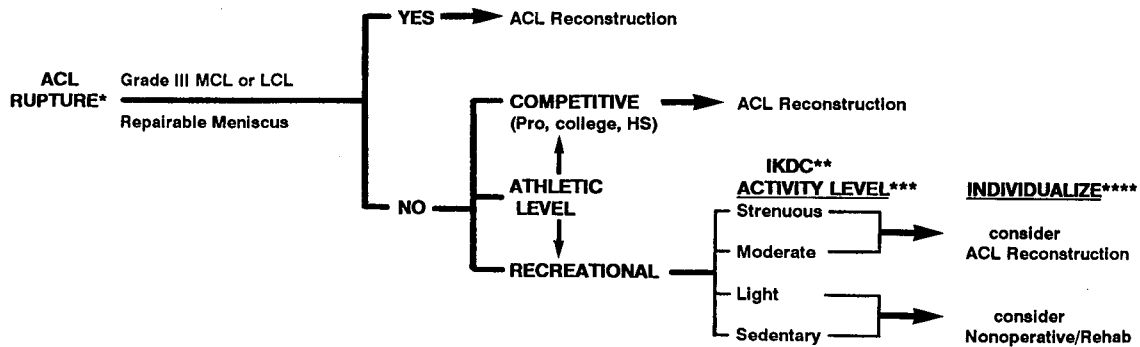 YES
ACL Reconstruction
ACL
RUPTURE*
Grade III MCL or LCL
Repairable Meniscus
COMPETITIVE
(Pro, college, HS)
ACL Reconstruction
NO
ATHLETIC
LEVEL
RECREATIONAL
IKDC**
ACTIVITY LEVEL***
INDIVIDUALIZE****
Strenuous
Moderate
consider
ACL Reconstruction
Light
Sedentary
consider
Nonoperative/Rehab